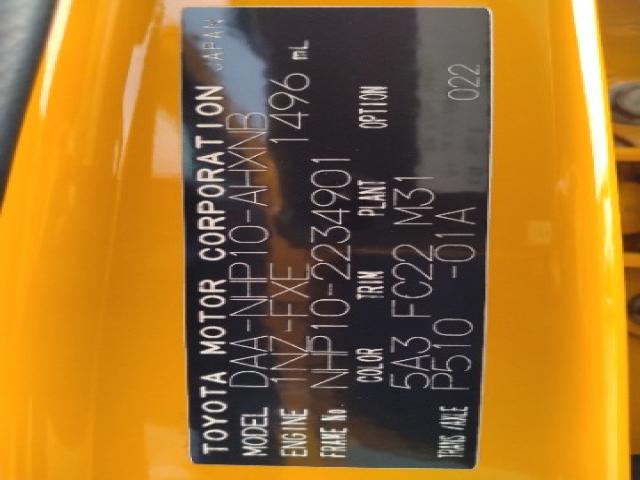 TOYOTA MOTOR CORPORATION JAPAN
MODEL DAA-NHP10-AHXNB
ENGINE 1NZ-FXE 1496 mL
FRAME No. NHP10-2234901
COLOR TRIM PLANT OPTION
5A3 FC22 M31
TRANS/AXLE P510 -01A 022